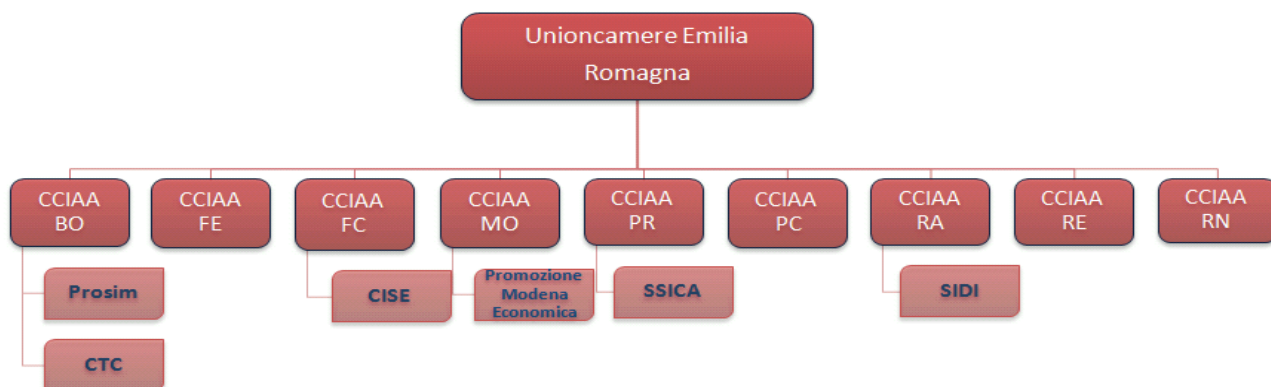 Unioncamere Emilia
Romagna
CCIAA
BO
CCIAA
FE
CCIAA
FC
CCIAA
MO
CCIAA
PR
CCIAA
PC
CCIAA
RA
CCIAA
RE
CCIAA
RN
Prosim
CISE
Promozione
Modena
Economica
SSICA
SIDI
CTC